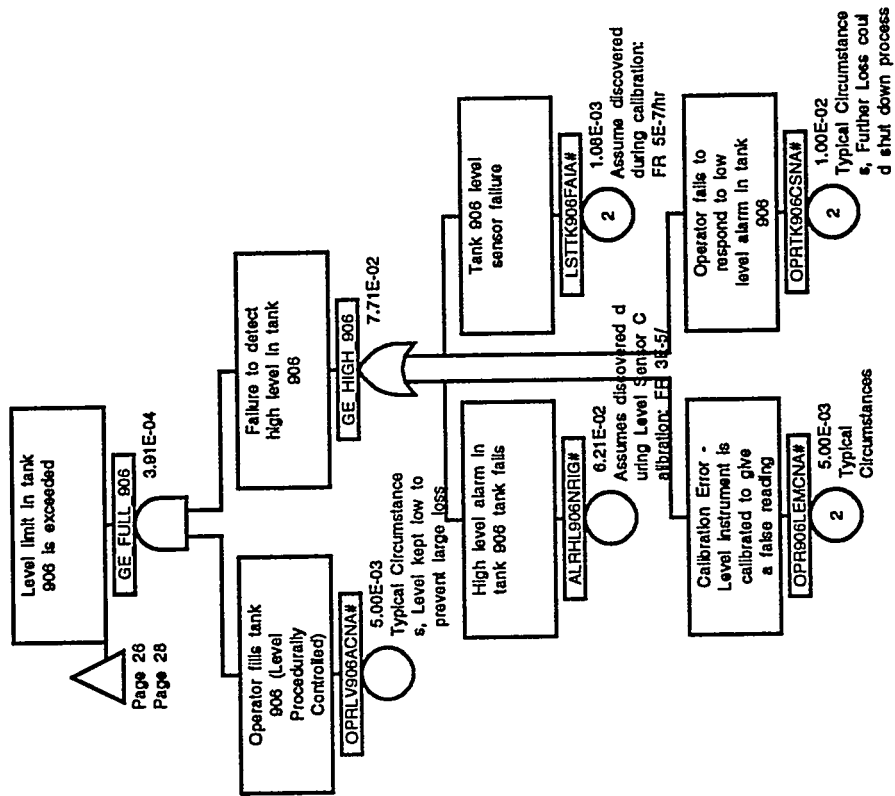 Level limit in tank
906 is exceeded
GE FULL 906
3.91E-04
Page 26
Page 28
Operator fills tank
906 (Level
Procedurally
Controlled)
OPRLV906ACNA#
5.00E-03
Typical Circumstance
s, Level kept low to
prevent large loss
Failure to detect
high level in tank
906
GE HIGH 906
7.71E-02
High level alarm in
tank 906 tank fails
ALRHL906NRIG#
6.21E-02
Assumes discovered d
uring Level Sensor C
alibration: FR 3E-5/
Tank 906 level
sensor failure
LSTTK906FAIA#
2
1.08E-03
Assume discovered
during calibration:
FR 5E-7/hr
Calibration Error -
Level instrument is
calibrated to give
a false reading
OPR906LEMCNA#
2
5.00E-03
Typical
Circumstances
Operator fails to
respond to low
level alarm in tank
906
OPRTK906CSNA#
2
1.00E-02
Typical Circumstance
s, Further Loss coul
d shut down process